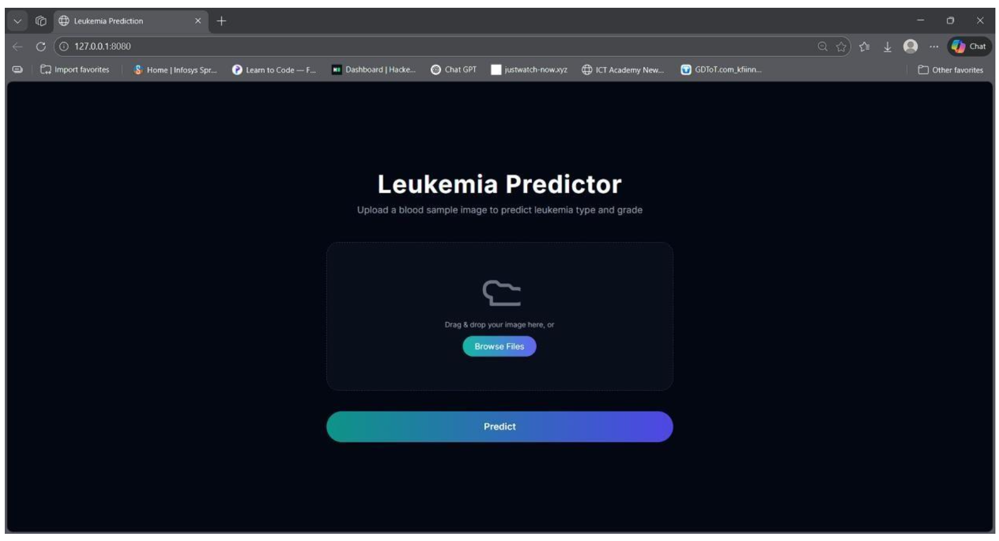 Leukemia Prediction
127.0.0.1:8080
Chat
Import favorites
Home | Infosys Spr...
Learn to Code — F...
Dashboard | Hacke...
Chat GPT
justwatch-now.xyz
ICT Academy New...
GDToT.com_kfiinn...
Other favorites
Leukemia Predictor
Upload a blood sample image to predict leukemia type and grade
Drag & drop your image here, or
Browse Files
Predict